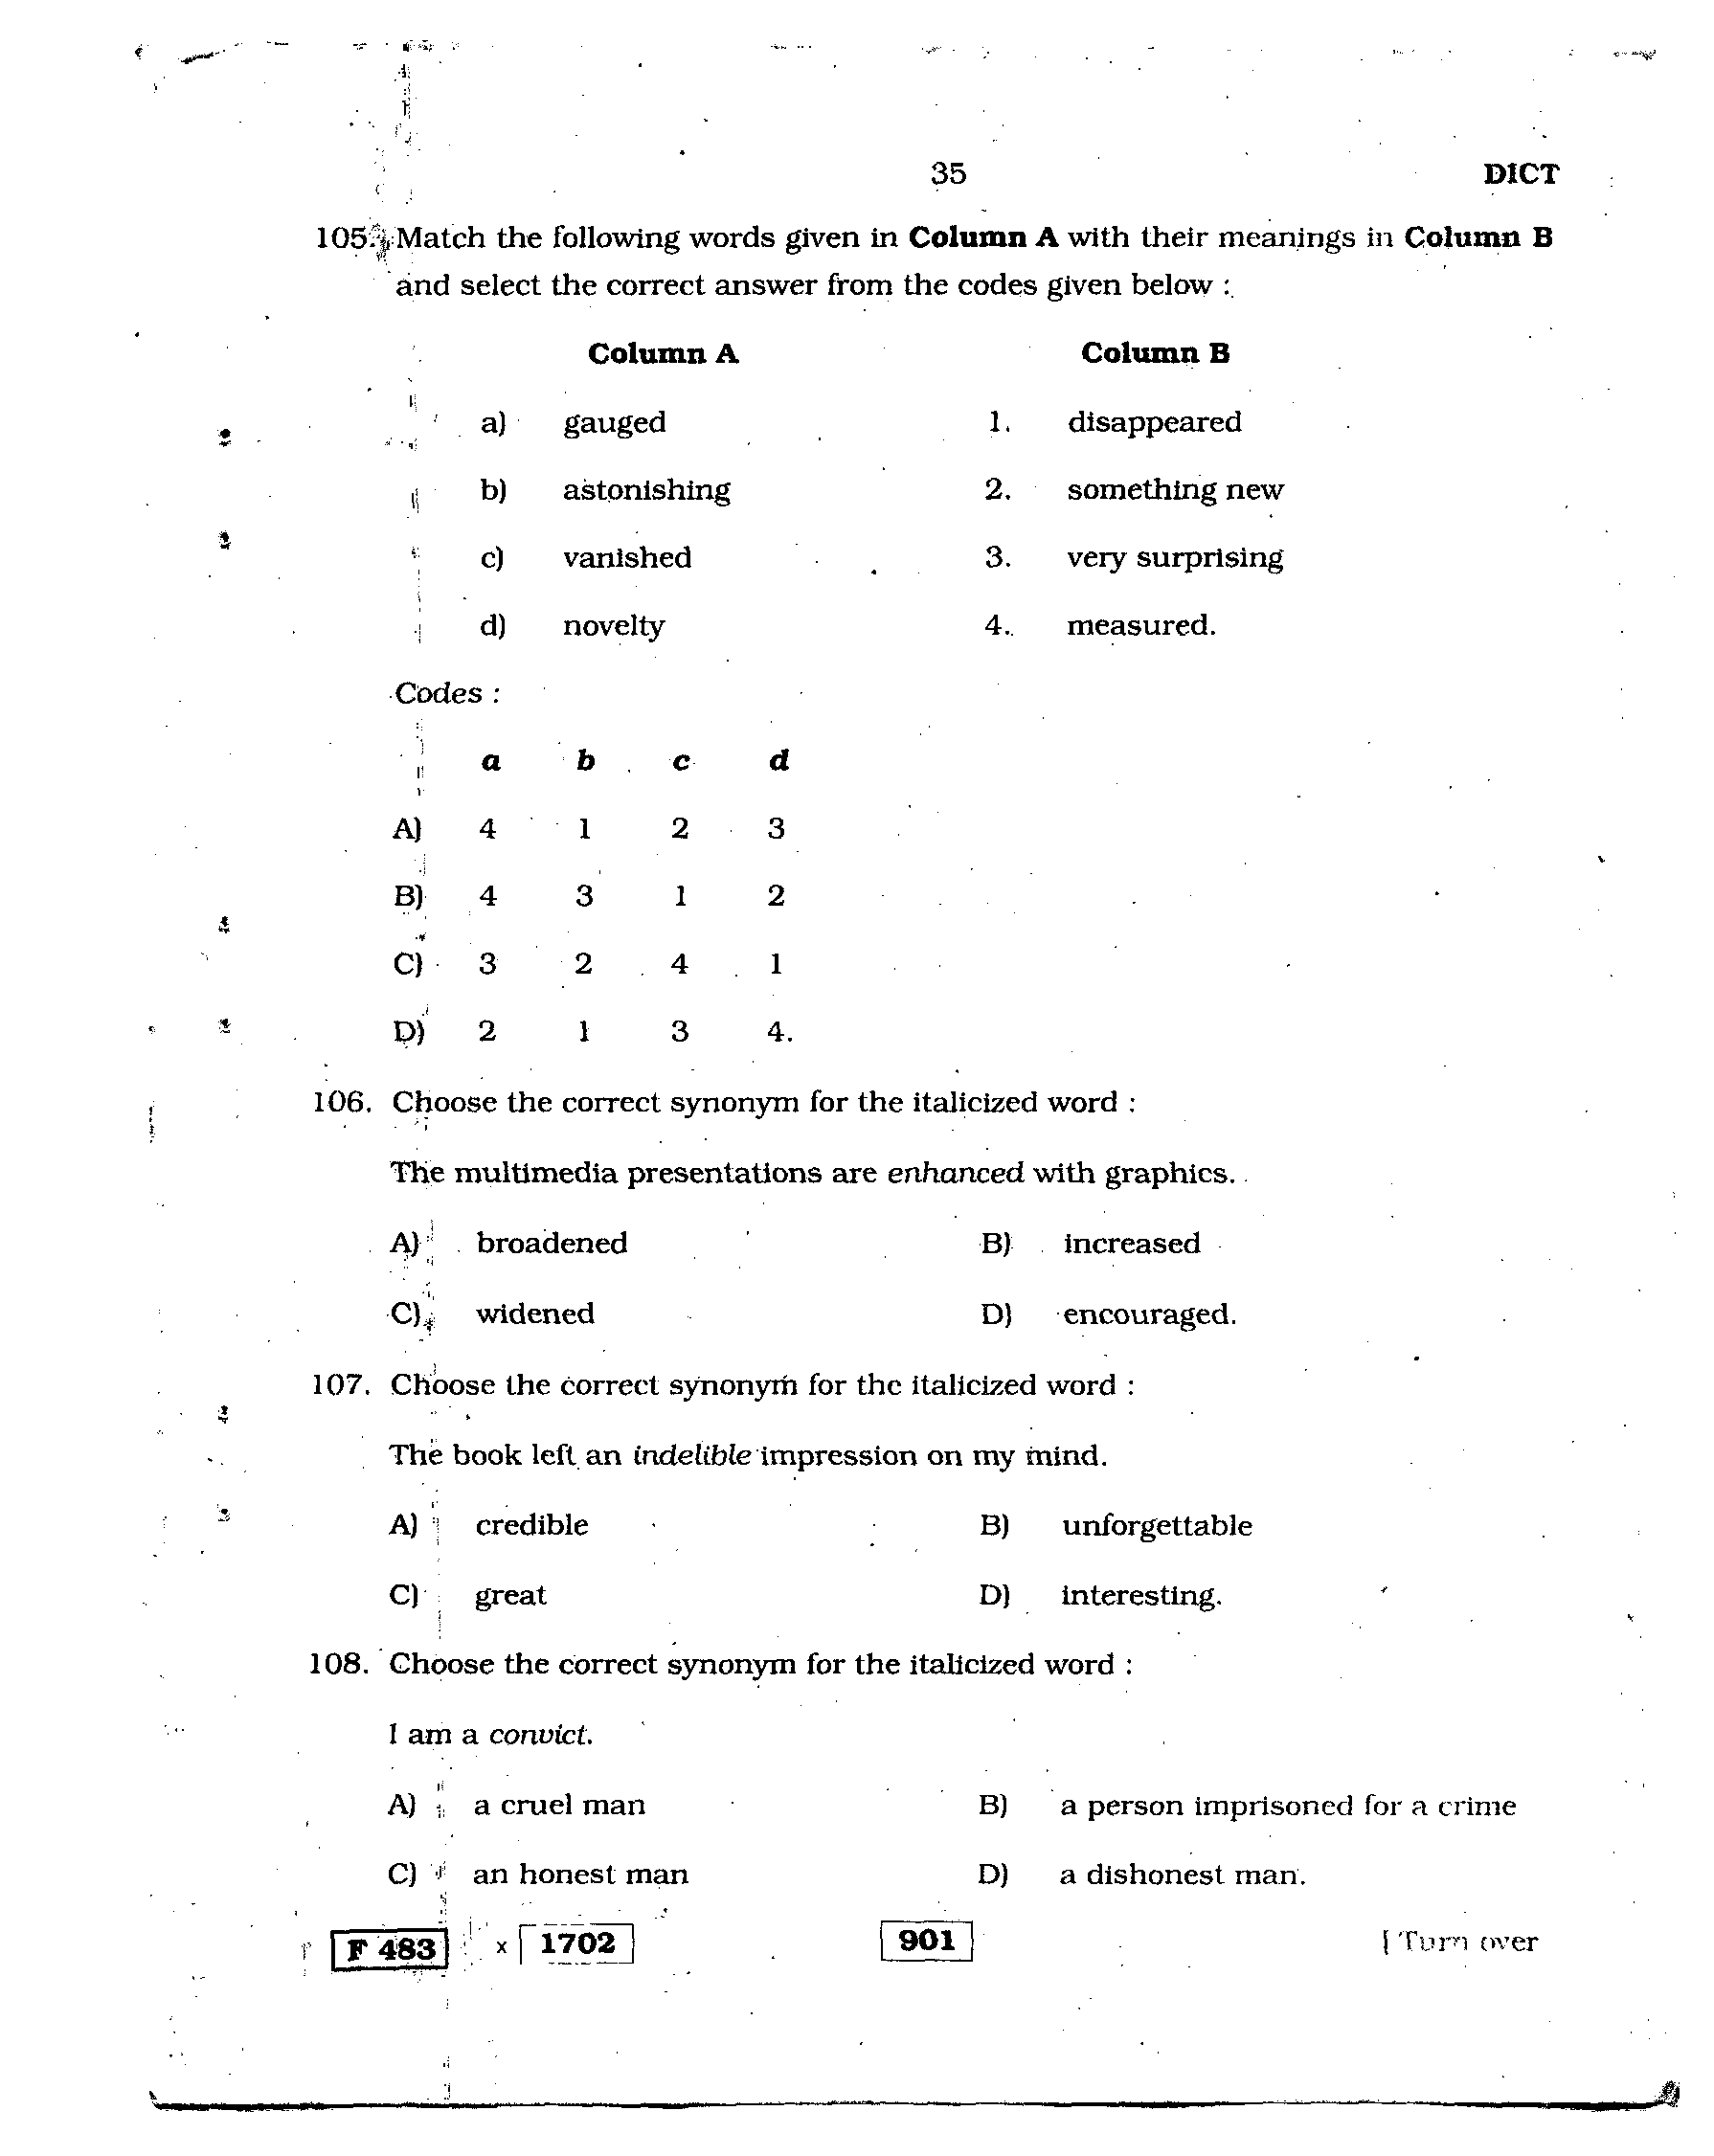 35
DICT
105. Match the following words given in Column A with their meanings in Column B
and select the correct answer from the codes given below :
Column A Column B
a) gauged 1. disappeared
b) astonishing 2. something new
c) vanished 3. very surprising
d) novelty 4. measured.
Codes :
a b c d
A) 4 1 2 3
B) 4 3 1 2
C) 3 2 4 1
D) 2 1 3 4.
106. Choose the correct synonym for the italicized word :
The multimedia presentations are enhanced with graphics.
A) broadened B) increased
C) widened D) encouraged.
107. Choose the correct synonym for the italicized word :
The book left an indelible impression on my mind.
A) credible B) unforgettable
C) great D) interesting.
108. Choose the correct synonym for the italicized word :
I am a convict.
A) a cruel man B) a person imprisoned for a crime
C) an honest man D) a dishonest man.
F 483 x 1702 901 [ Turn over